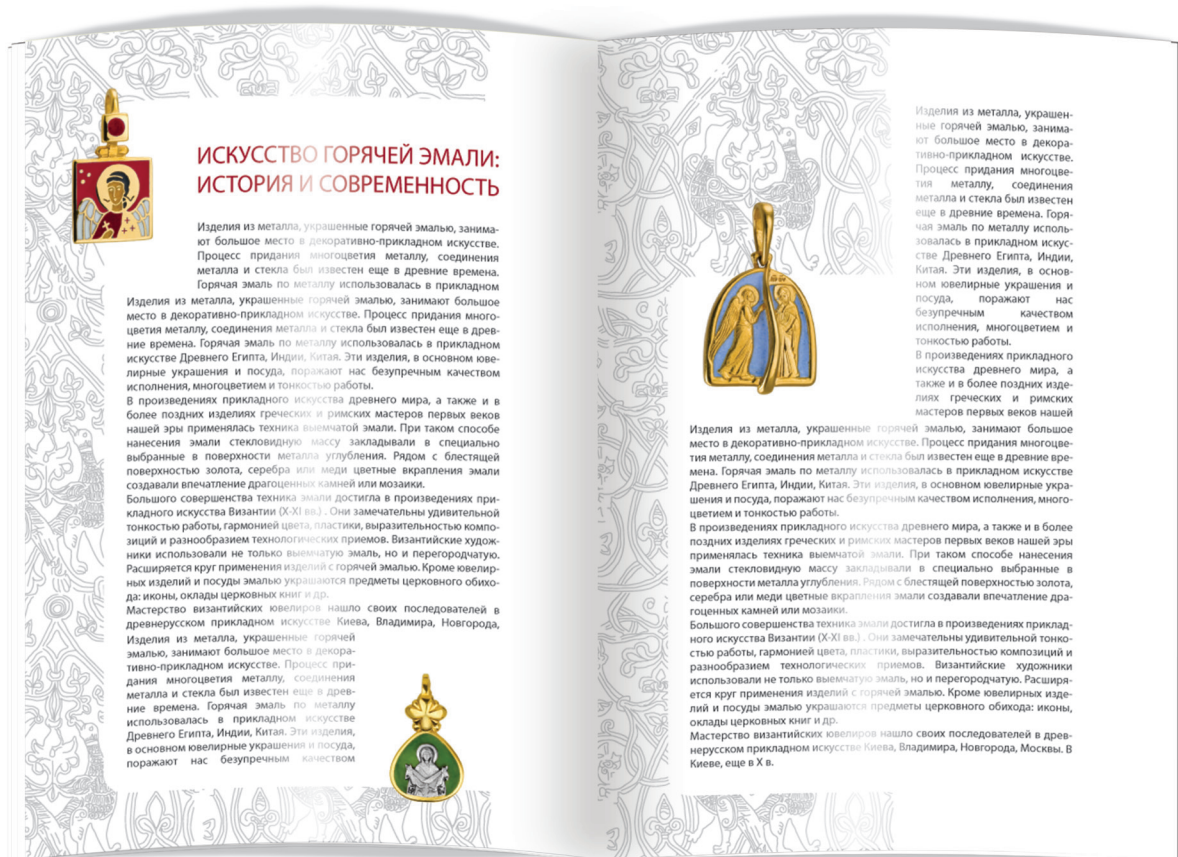 ИСКУССТВО ГОРЯЧЕЙ ЭМАЛИ:
ИСТОРИЯ И СОВРЕМЕННОСТЬ
Изделия из металла, украшенные горячей эмалью, занима-
ют большое место в декоративно-прикладном искусстве.
Процесс придания многоцветия металлу, соединения
металла и стекла был известен еще в древние времена.
Горячая эмаль по металлу использовалась в прикладном
Изделия из металла, украшенные горячей эмалью, занимают большое
место в декоративно-прикладном искусстве. Процесс придания много-
цветия металлу, соединения металла и стекла был известен еще в древ-
ние времена. Горячая эмаль по металлу использовалась в прикладном
искусстве Древнего Египта, Индии, Китая. Эти изделия, в основном юве-
лирные украшения и посуда, поражают нас безупречным качеством
исполнения, многоцветием и тонкостью работы.
В произведениях прикладного искусства древнего мира, а также и в
более поздних изделиях греческих и римских мастеров первых веков
нашей эры применялась техника выемчатой эмали. При таком способе
нанесения эмали стекловидную массу закладывали в специально
выбранные в поверхности металла углубления. Рядом с блестящей
поверхностью золота, серебра или меди цветные вкрапления эмали
создавали впечатление драгоценных камней или мозаики.
Большого совершенства техника эмали достигла в произведениях при-
кладного искусства Византии (X-XI вв.) . Они замечательны удивительной
тонкостью работы, гармонией цвета, пластики, выразительностью компо-
зиций и разнообразием технологических приемов. Византийские худож-
ники использовали не только выемчатую эмаль, но и перегородчатую.
Расширяется круг применения изделий с горячей эмалью. Кроме ювелир-
ных изделий и посуды эмалью украшаются предметы церковного обихо-
да: иконы, оклады церковных книг и др.
Мастерство византийских ювелиров нашло своих последователей в
древнерусском прикладном искусстве Киева, Владимира, Новгорода,
Изделия из металла, украшенные горячей
эмалью, занимают большое место в декора-
тивно-прикладном искусстве. Процесс при-
дания многоцветия металлу, соединения
металла и стекла был известен еще в древ-
ние времена. Горячая эмаль по металлу
использовалась в прикладном искусстве
Древнего Египта, Индии, Китая. Эти изделия,
в основном ювелирные украшения и посуда,
поражают нас безупречным качеством
Изделия из металла, украшен-
ные горячей эмалью, занима-
ют большое место в декора-
тивно-прикладном искусстве.
Процесс придания многоцве-
тия металлу, соединения
металла и стекла был известен
еще в древние времена. Горя-
чая эмаль по металлу исполь-
зовалась в прикладном искус-
стве Древнего Египта, Индии,
Китая. Эти изделия, в основ-
ном ювелирные украшения и
посуда, поражают нас
безупречным качеством
исполнения, многоцветием и
тонкостью работы.
В произведениях прикладного
искусства древнего мира, а
также и в более поздних изде-
лиях греческих и римских
мастеров первых веков нашей
Изделия из металла, украшенные горячей эмалью, занимают большое
место в декоративно-прикладном искусстве. Процесс придания многоцве-
тия металлу, соединения металла и стекла был известен еще в древние вре-
мена. Горячая эмаль по металлу использовалась в прикладном искусстве
Древнего Египта, Индии, Китая. Эти изделия, в основном ювелирные укра-
шения и посуда, поражают нас безупречным качеством исполнения, много-
цветием и тонкостью работы.
В произведениях прикладного искусства древнего мира, а также и в более
поздних изделиях греческих и римских мастеров первых веков нашей эры
применялась техника выемчатой эмали. При таком способе нанесения
эмали стекловидную массу закладывали в специально выбранные в
поверхности металла углубления. Рядом с блестящей поверхностью золота,
серебра или меди цветные вкрапления эмали создавали впечатление дра-
гоценных камней или мозаики.
Большого совершенства техника эмали достигла в произведениях приклад-
ного искусства Византии (X-XI вв.) . Они замечательны удивительной тонко-
стью работы, гармонией цвета, пластики, выразительностью композиций и
разнообразием технологических приемов. Византийские художники
использовали не только выемчатую эмаль, но и перегородчатую. Расширя-
ется круг применения изделий с горячей эмалью. Кроме ювелирных изде-
лий и посуды эмалью украшаются предметы церковного обихода: иконы,
оклады церковных книг и др.
Мастерство византийских ювелиров нашло своих последователей в древ-
нерусском прикладном искусстве Киева, Владимира, Новгорода, Москвы. В
Киеве, еще в X в.